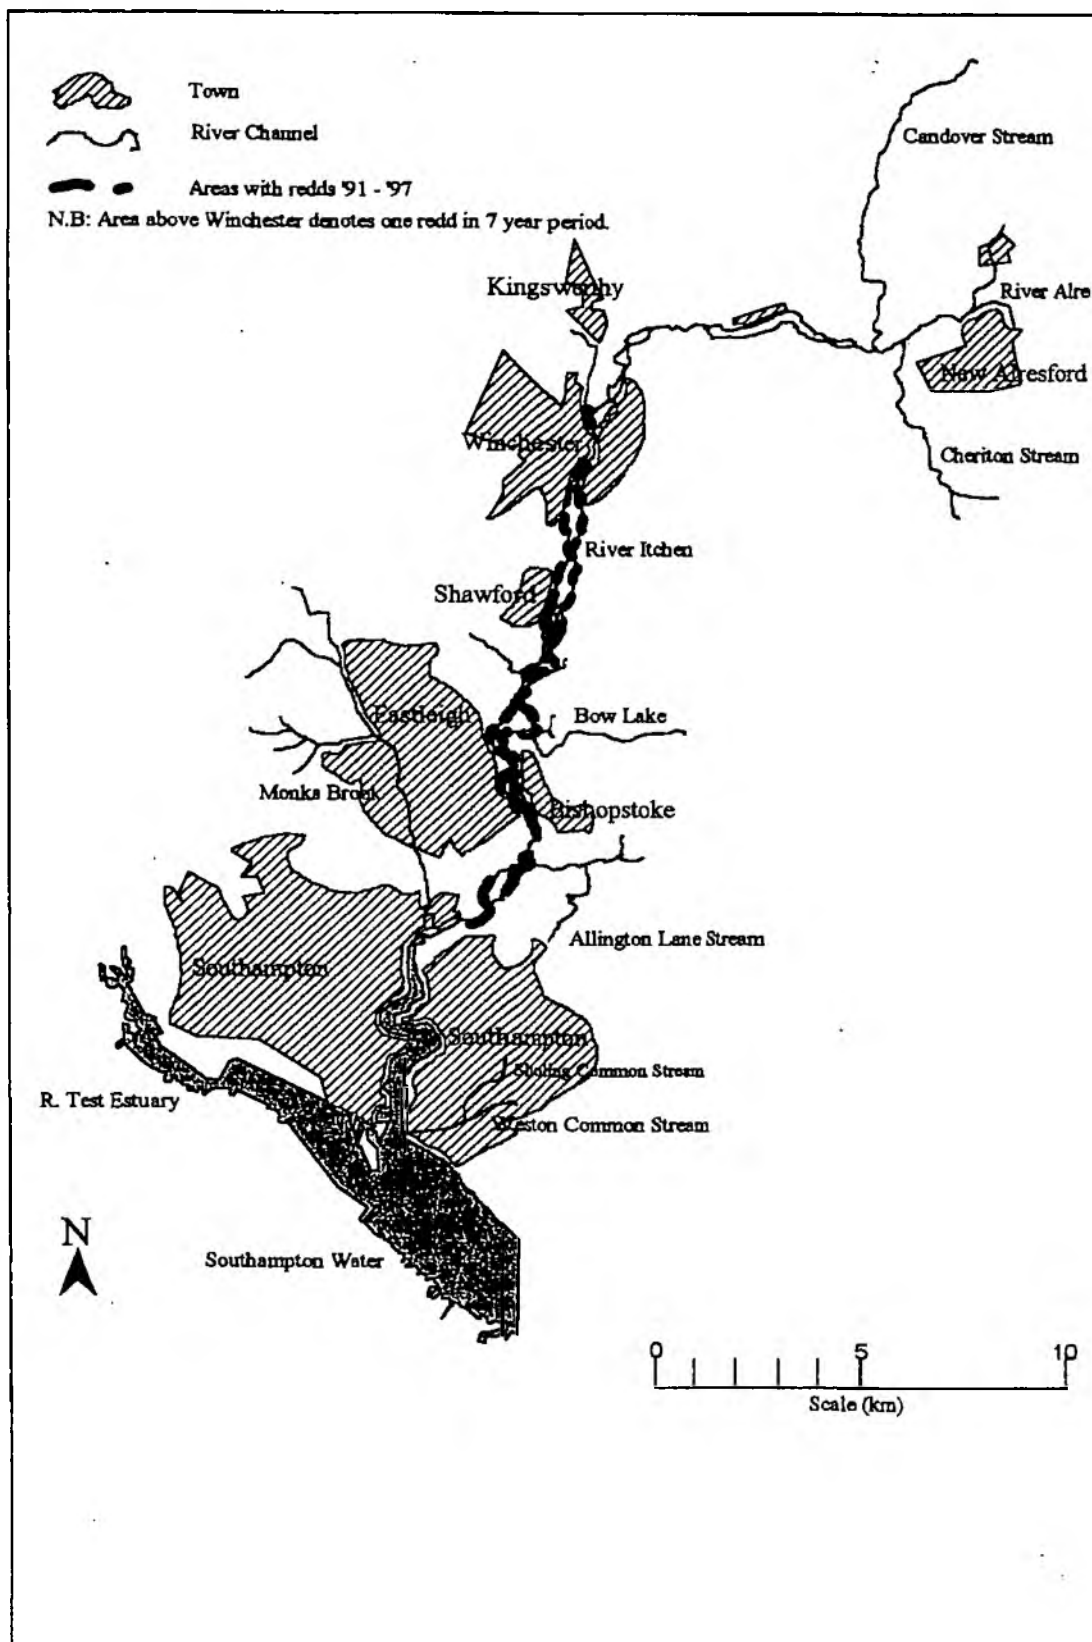 Town
River Channel
Areas with redds '91 - '97
N.B: Area above Winchester denotes one redd in 7 year period.
Candover Stream
Kingsworthy
River Alre
New Alresford
Winchester
Cheriton Stream
River Itchen
Shawford
Eastleigh
Bow Lake
Monks Brook
Bishopstoke
Allington Lane Stream
Southampton
Southampton
Sholing Common Stream
R. Test Estuary
Weston Common Stream
N
Southampton Water
0 5 10
Scale (km)